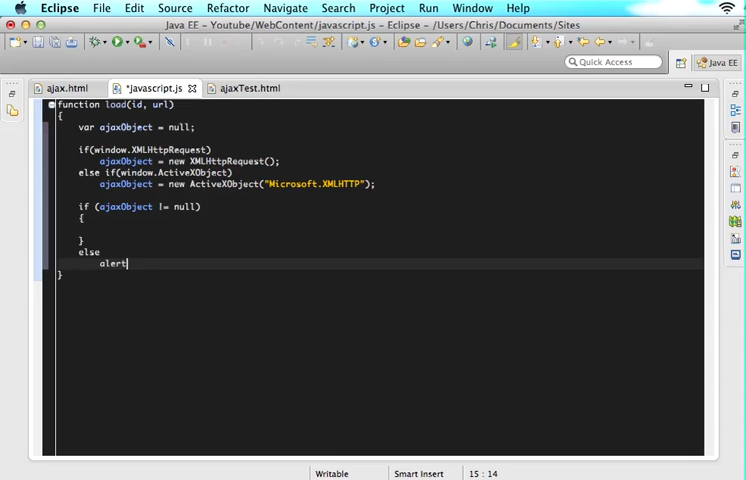 Eclipse File Edit Source Refactor Navigate Search Project Run Window Help
Java EE - Youtube/WebContent/javascript.js - Eclipse - /Users/Chris/Documents/Sites
Quick Access
Java EE
ajax.html *javascript.js ajaxTest.html
function load(id, url)
{
var ajaxObject = null;
if(window.XMLHttpRequest)
ajaxObject = new XMLHttpRequest();
else if(window.ActiveXObject)
ajaxObject = new ActiveXObject("Microsoft.XMLHTTP");
if (ajaxObject != null)
{
}
else
alert
}
Writable Smart Insert 15 : 14